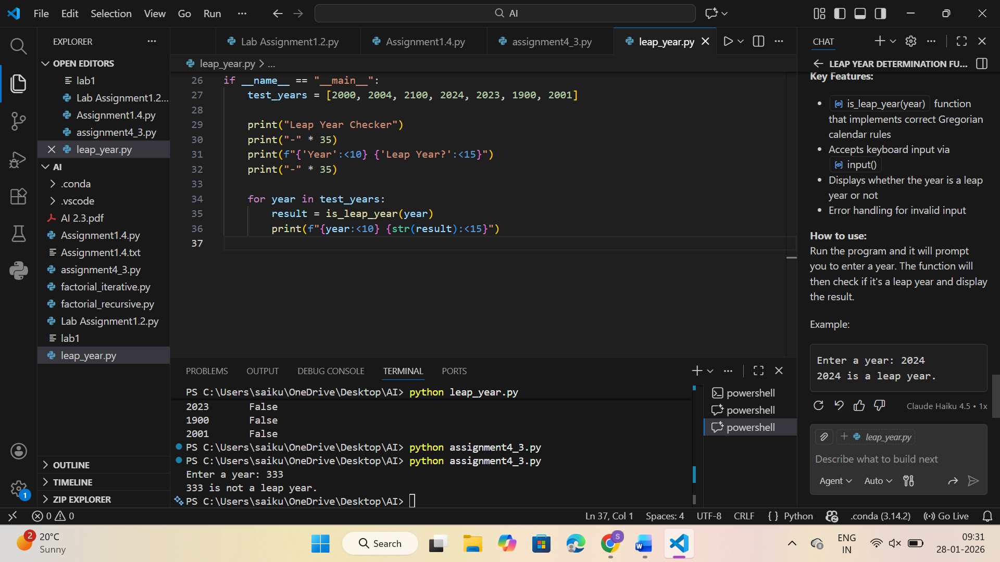 File Edit Selection View Go Run ···
AI
EXPLORER ···
OPEN EDITORS
lab1
Lab Assignment1.2...
Assignment1.4.py
assignment4_3.py
leap_year.py
AI
.conda
.vscode
AI 2.3.pdf
Assignment1.4.py
Assignment1.4.txt
assignment4_3.py
factorial_iterative.py
factorial_recursive.py
Lab Assignment1.2.py
lab1
leap_year.py
OUTLINE
TIMELINE
ZIP EXPLORER
1
Lab Assignment1.2.py Assignment1.4.py assignment4_3.py leap_year.py
leap_year.py > ...
26 if __name__ == "__main__":
27 test_years = [2000, 2004, 2100, 2024, 2023, 1900, 2001]
28
29 print("Leap Year Checker")
30 print("-" * 35)
31 print(f"{'Year':<10} {'Leap Year?':<15}")
32 print("-" * 35)
33
34 for year in test_years:
35 result = is_leap_year(year)
36 print(f"{year:<10} {str(result):<15}")
37
PROBLEMS OUTPUT DEBUG CONSOLE TERMINAL PORTS
PS C:\Users\saiku\OneDrive\Desktop\AI> python leap_year.py
2023 False
1900 False
2001 False
PS C:\Users\saiku\OneDrive\Desktop\AI> python assignment4_3.py
PS C:\Users\saiku\OneDrive\Desktop\AI> python assignment4_3.py
Enter a year: 333
333 is not a leap year.
PS C:\Users\saiku\OneDrive\Desktop\AI>
powershell
powershell
powershell
CHAT
LEAP YEAR DETERMINATION FU...
Key Features:
• is_leap_year(year) function
that implements correct Gregorian
calendar rules
• Accepts keyboard input via
input()
• Displays whether the year is a leap
year or not
• Error handling for invalid input
How to use:
Run the program and it will prompt
you to enter a year. The function will
then check if it's a leap year and display
the result.
Example:
Enter a year: 2024
2024 is a leap year.
Claude Haiku 4.5 • 1x
leap_year.py
Describe what to build next
Agent Auto
0 0 Ln 37, Col 1 Spaces: 4 UTF-8 CRLF { } Python .conda (3.14.2) Go Live
2
20°C
Sunny
Search
S
W
ENG
IN
09:31
28-01-2026